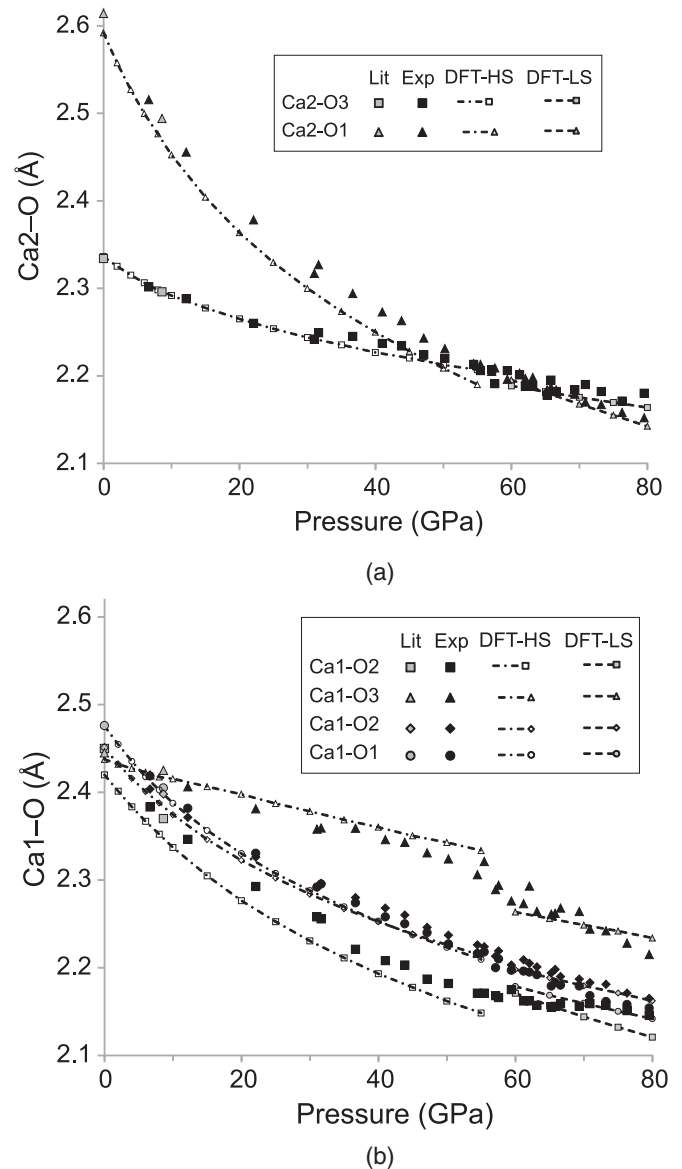 2.6
2.5
2.4
2.3
2.2
2.1
Ca2–O (Å)
Lit Exp DFT-HS DFT-LS
Ca2-O3
Ca2-O1
0 20 40 60 80
Pressure (GPa)
(a)
2.6
2.5
2.4
2.3
2.2
2.1
Ca1–O (Å)
Lit Exp DFT-HS DFT-LS
Ca1-O2
Ca1-O3
Ca1-O2
Ca1-O1
0 20 40 60 80
Pressure (GPa)
(b)